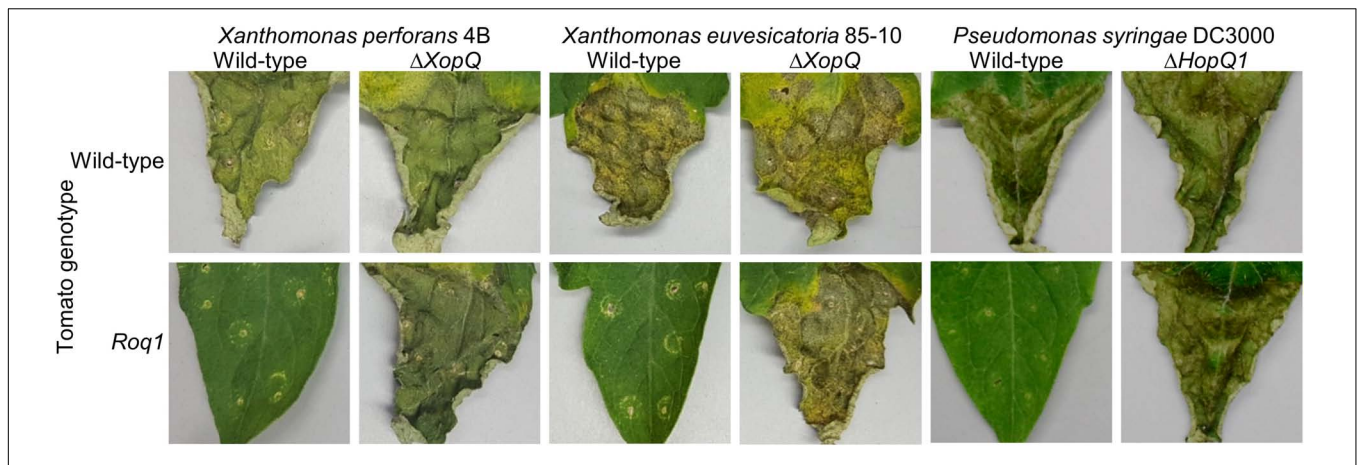 Xanthomonas perforans 4B Xanthomonas euvesicatoria 85-10 Pseudomonas syringae DC3000
Wild-type ΔXopQ Wild-type ΔXopQ Wild-type ΔHopQ1
Tomato genotype
Wild-type
Roq1